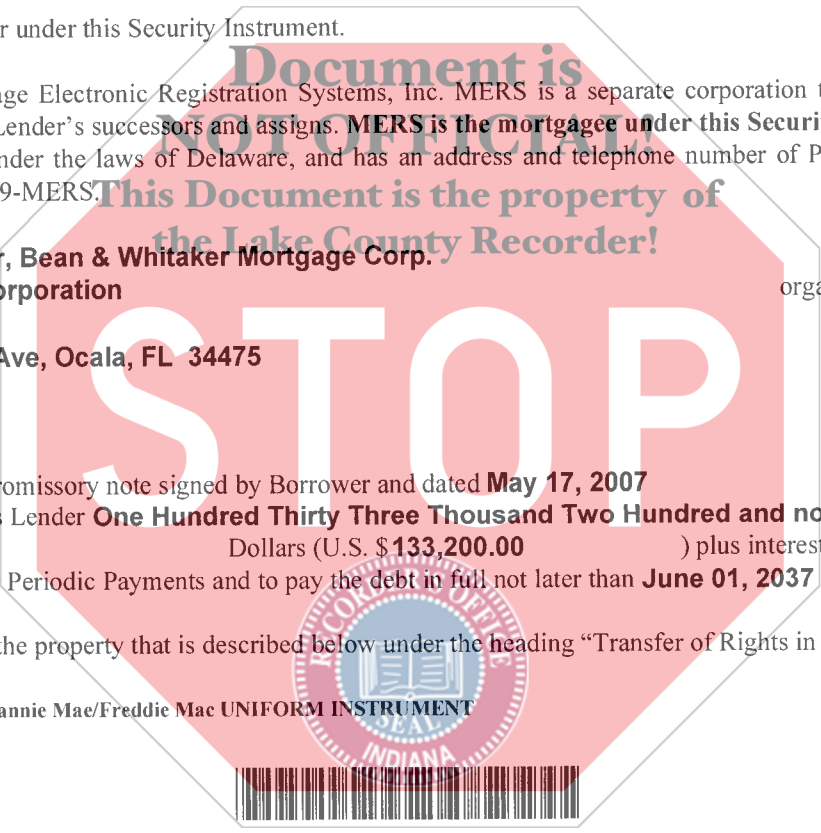 r under this Security Instrument.
Document is
age Electronic Registration Systems, Inc. MERS is a separate corporation t
NOT OFFICIAL!
Lender's successors and assigns. MERS is the mortgagee under this Securi
nder the laws of Delaware, and has an address and telephone number of P
9-MERS.
This Document is the property of
the Lake County Recorder!
r, Bean & Whitaker Mortgage Corp.
orporation orga
STOP
Ave, Ocala, FL 34475
romissory note signed by Borrower and dated May 17, 2007
s Lender One Hundred Thirty Three Thousand Two Hundred and no
Dollars (U.S. $133,200.00 ) plus interest
Periodic Payments and to pay the debt in full not later than June 01, 2037
the property that is described below under the heading “Transfer of Rights in
RECORDER'S OFFICE
annie Mae/Freddie Mac UNIFORM INSTRUMENT
SEAL
INDIANA